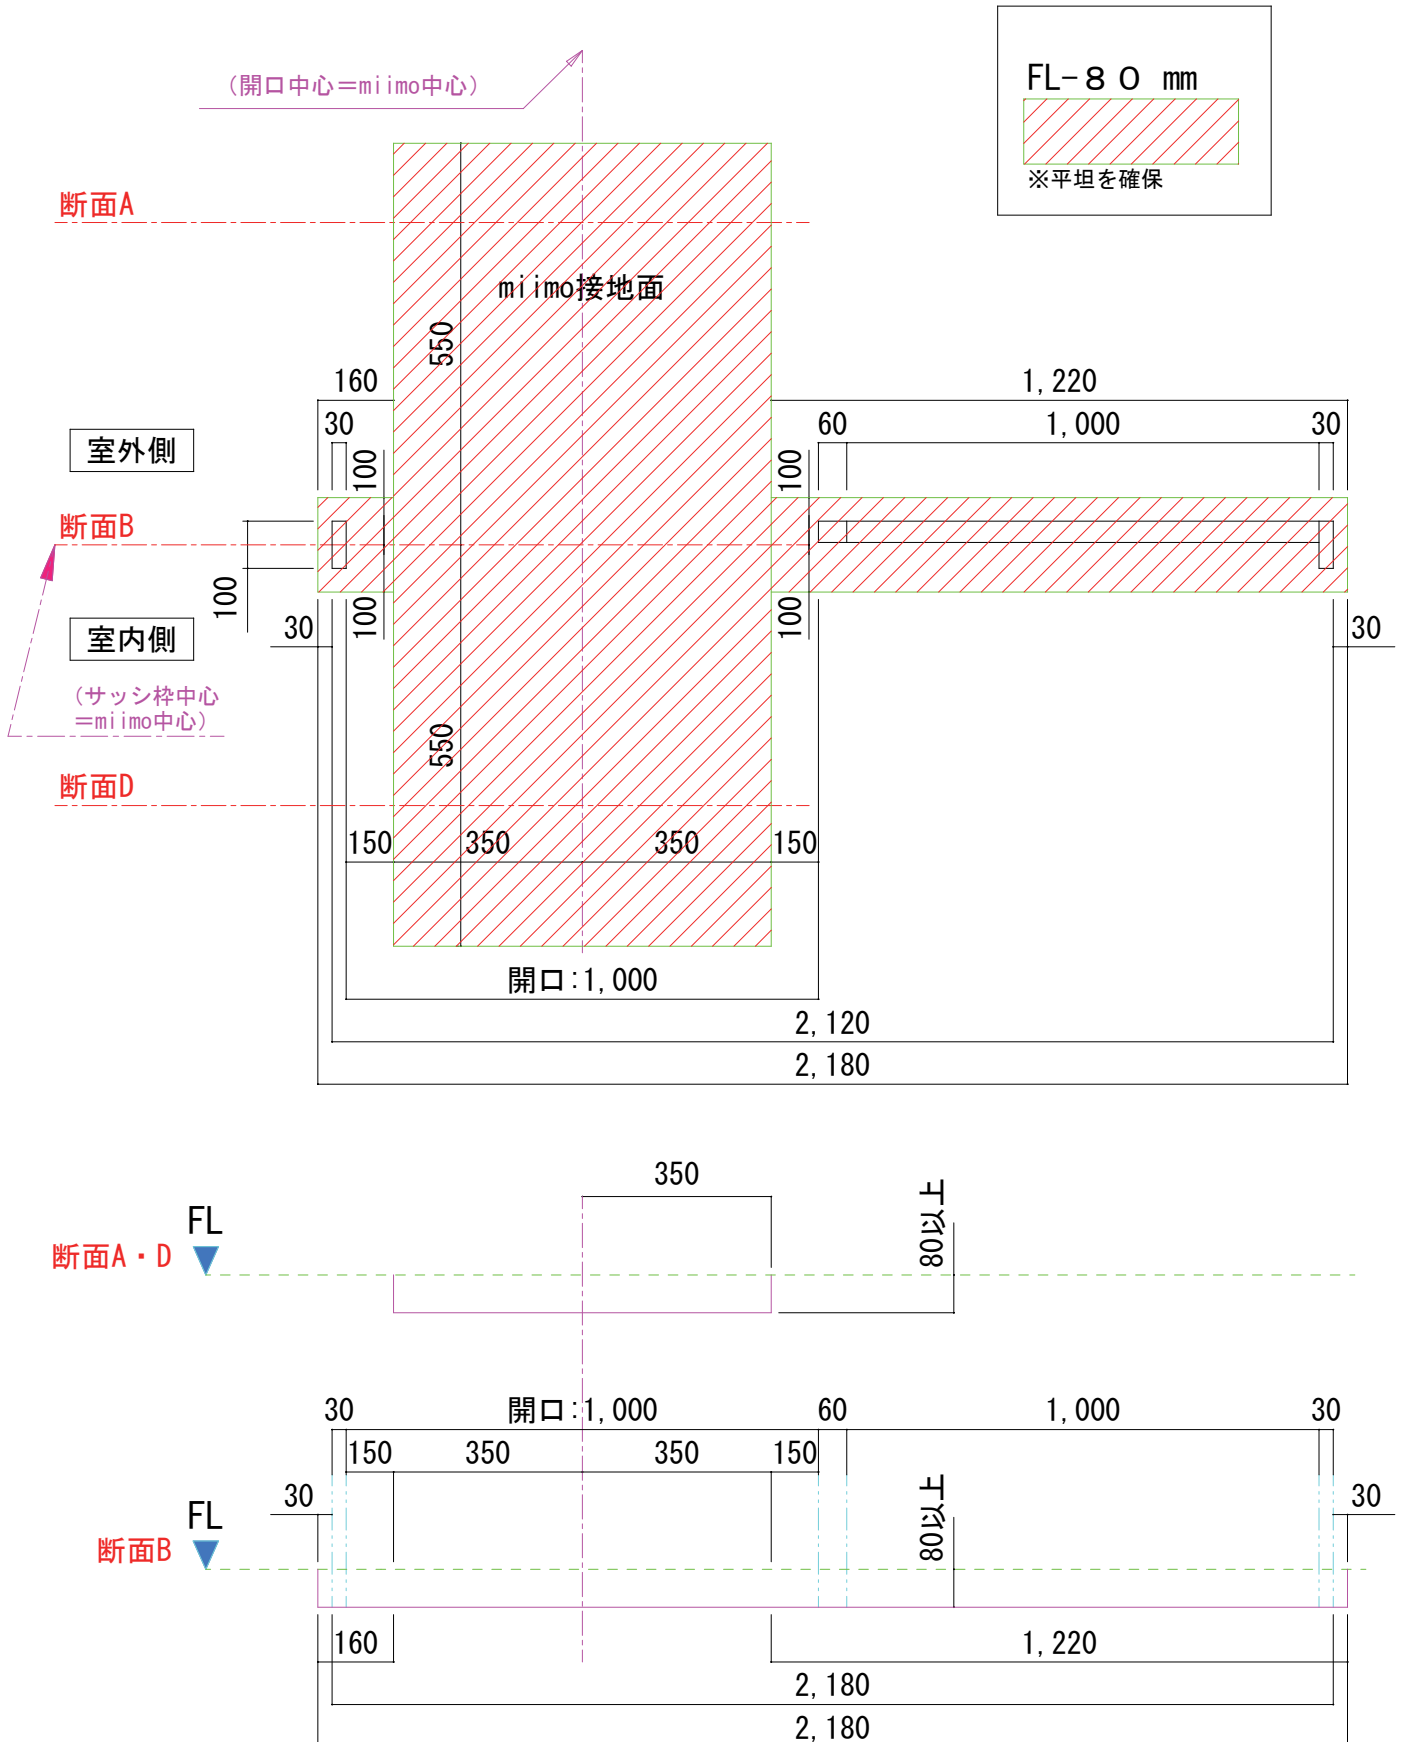 (開口中心=miimo中心)
FL-80 mm
※平坦を確保
断面A
miimo接地面
550
160
1,220
30
60
1,000
30
室外側
100
100
断面B
100
室内側
30
100
100
30
(サッシ枠中心
=miimo中心)
550
断面D
150
350
350
150
開口:1,000
2,120
2,180
350
80以上
FL
断面A・D
30
開口:1,000
60
1,000
30
150
350
350
150
30
80以上
30
FL
断面B
160
1,220
2,180
2,180